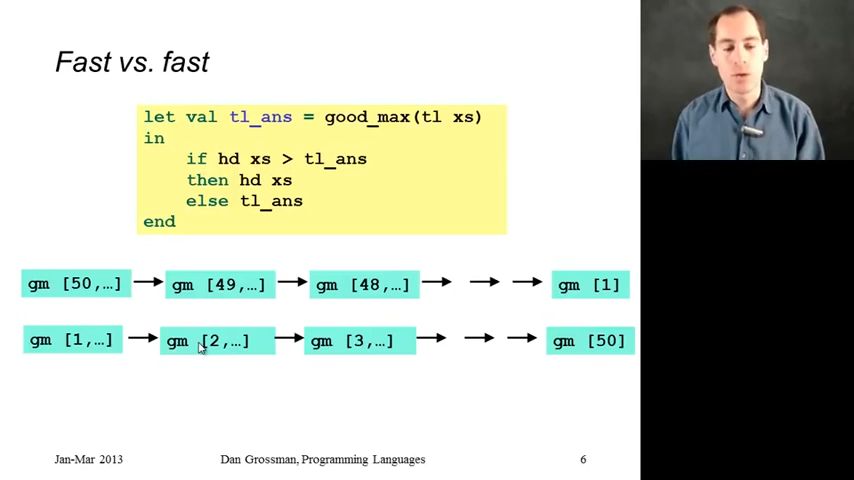 Fast vs. fast
let val tl_ans = good_max(tl xs)
in
if hd xs > tl_ans
then hd xs
else tl_ans
end
gm [50,…] gm [49,…] gm [48,…] gm [1]
gm [1,…] gm [2,…] gm [3,…] gm [50]
Jan-Mar 2013 Dan Grossman, Programming Languages 6